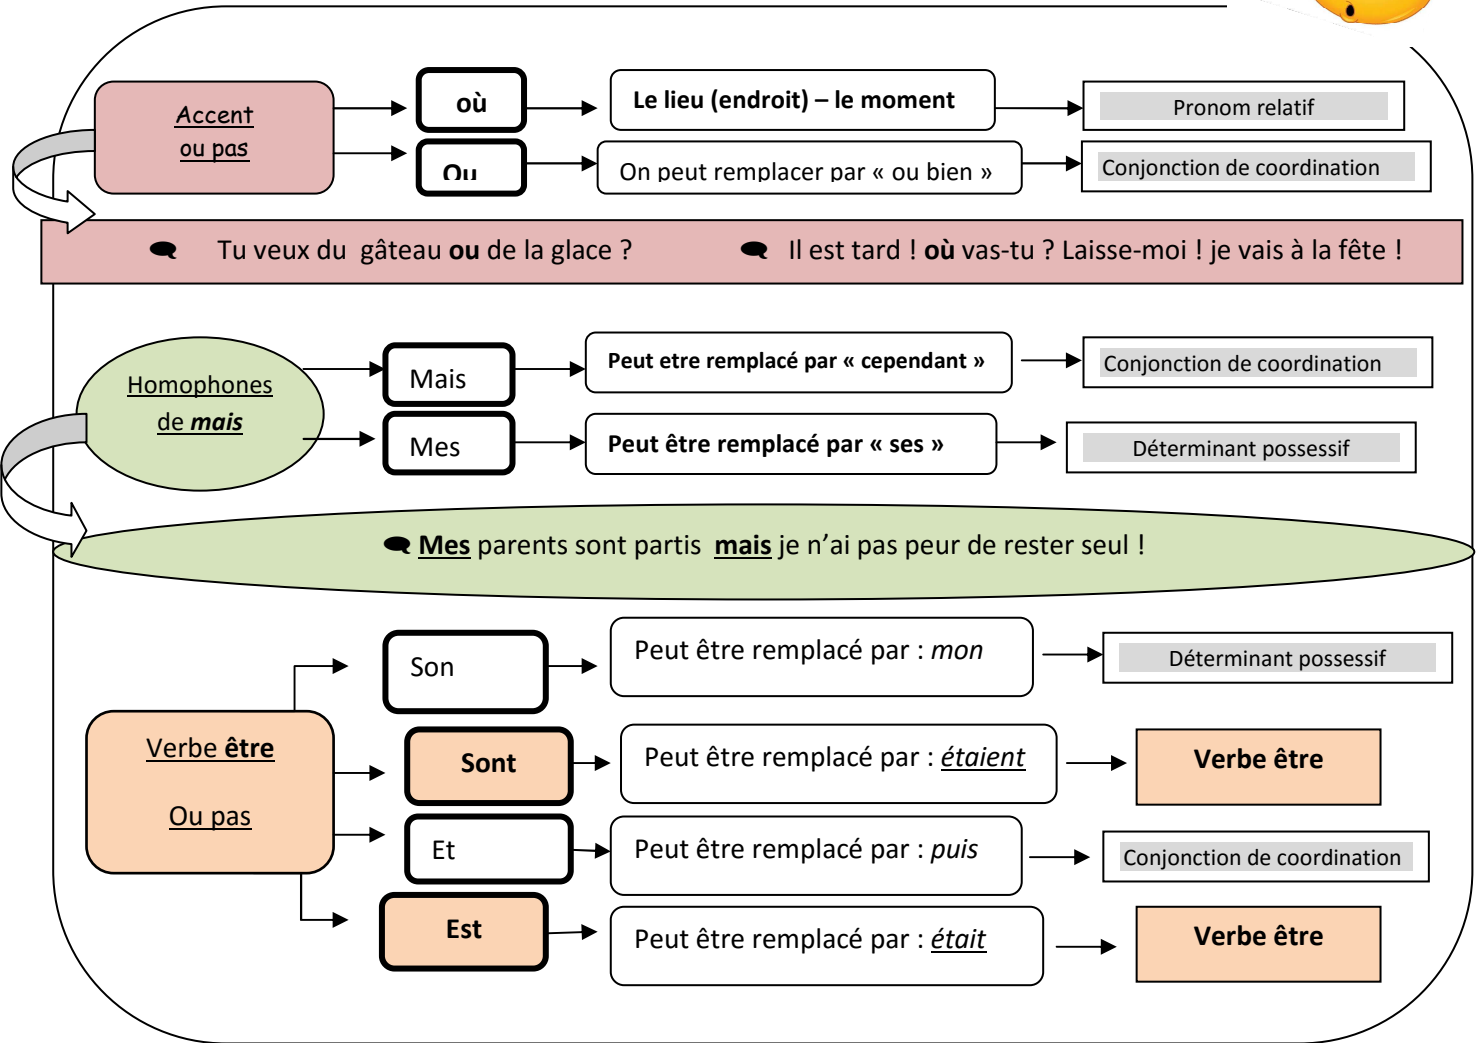 Accent
ou pas
où
Le lieu (endroit) – le moment
Pronom relatif
Ou
On peut remplacer par « ou bien »
Conjonction de coordination
Tu veux du gâteau ou de la glace ?
Il est tard ! où vas-tu ? Laisse-moi ! je vais à la fête !
Homophones
de mais
Mais
Peut etre remplacé par « cependant »
Conjonction de coordination
Mes
Peut être remplacé par « ses »
Déterminant possessif
Mes parents sont partis mais je n’ai pas peur de rester seul !
Verbe être
Ou pas
Son
Peut être remplacé par : mon
Déterminant possessif
Sont
Peut être remplacé par : étaient
Verbe être
Et
Peut être remplacé par : puis
Conjonction de coordination
Est
Peut être remplacé par : était
Verbe être